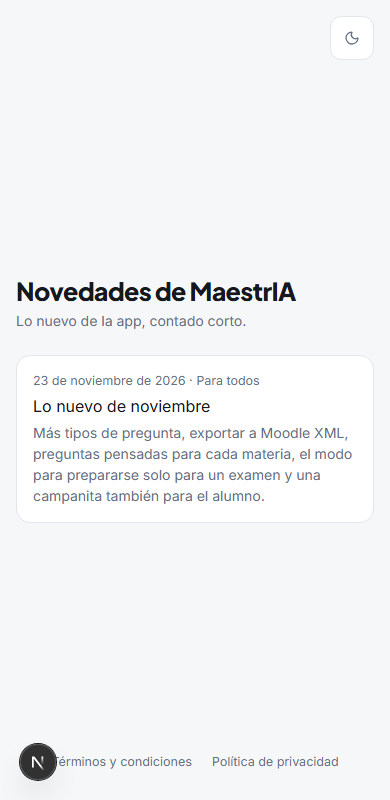 Novedades de MaestrIA
Lo nuevo de la app, contado corto.
23 de noviembre de 2026 · Para todos
Lo nuevo de noviembre
Más tipos de pregunta, exportar a Moodle XML,
preguntas pensadas para cada materia, el modo
para prepararse solo para un examen y una
campanita también para el alumno.
N Términos y condiciones Política de privacidad